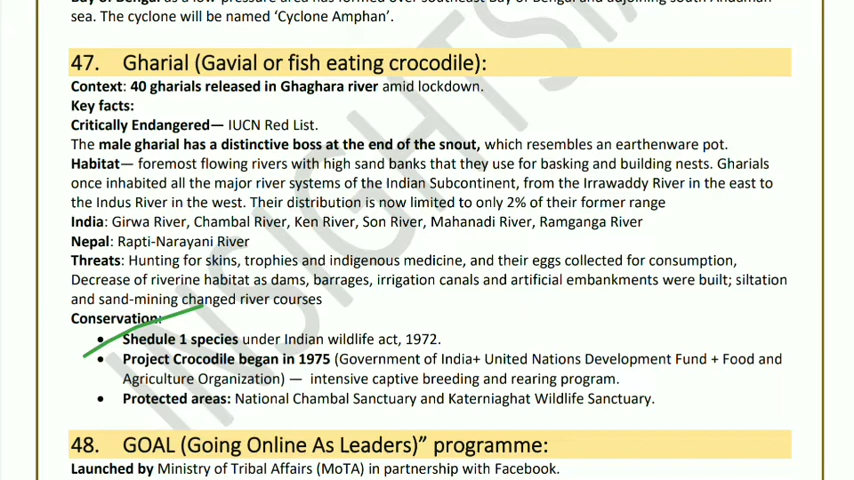 sea. The cyclone will be named ‘Cyclone Amphan’.
47. Gharial (Gavial or fish eating crocodile):
Context: 40 gharials released in Ghaghara river amid lockdown.
Key facts:
Critically Endangered— IUCN Red List.
The male gharial has a distinctive boss at the end of the snout, which resembles an earthenware pot.
Habitat— foremost flowing rivers with high sand banks that they use for basking and building nests. Gharials
once inhabited all the major river systems of the Indian Subcontinent, from the Irrawaddy River in the east to
the Indus River in the west. Their distribution is now limited to only 2% of their former range
India: Girwa River, Chambal River, Ken River, Son River, Mahanadi River, Ramganga River
Nepal: Rapti-Narayani River
Threats: Hunting for skins, trophies and indigenous medicine, and their eggs collected for consumption,
Decrease of riverine habitat as dams, barrages, irrigation canals and artificial embankments were built; siltation
and sand-mining changed river courses
Conservation:
• Shedule 1 species under Indian wildlife act, 1972.
• Project Crocodile began in 1975 (Government of India+ United Nations Development Fund + Food and
Agriculture Organization) — intensive captive breeding and rearing program.
• Protected areas: National Chambal Sanctuary and Katerniaghat Wildlife Sanctuary.
48. GOAL (Going Online As Leaders)” programme:
Launched by Ministry of Tribal Affairs (MoTA) in partnership with Facebook.
INSIGHTSIA